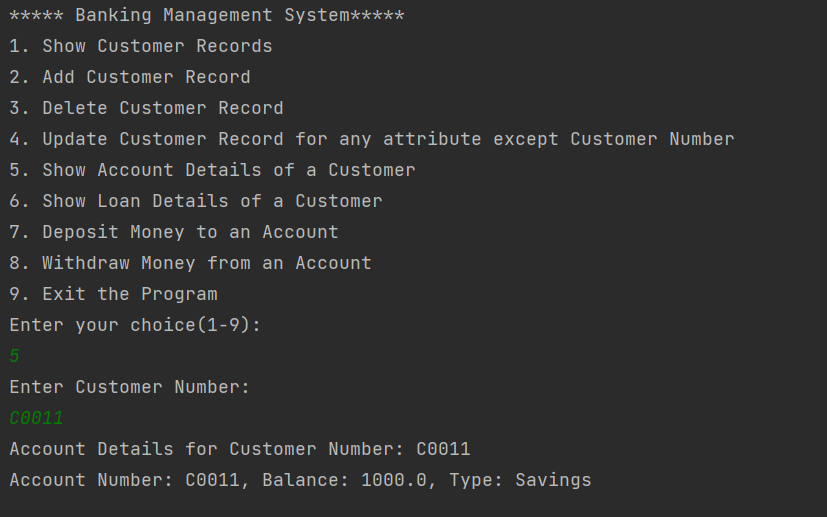 ***** Banking Management System*****
1. Show Customer Records
2. Add Customer Record
3. Delete Customer Record
4. Update Customer Record for any attribute except Customer Number
5. Show Account Details of a Customer
6. Show Loan Details of a Customer
7. Deposit Money to an Account
8. Withdraw Money from an Account
9. Exit the Program
Enter your choice(1-9):
5
Enter Customer Number:
C0011
Account Details for Customer Number: C0011
Account Number: C0011, Balance: 1000.0, Type: Savings